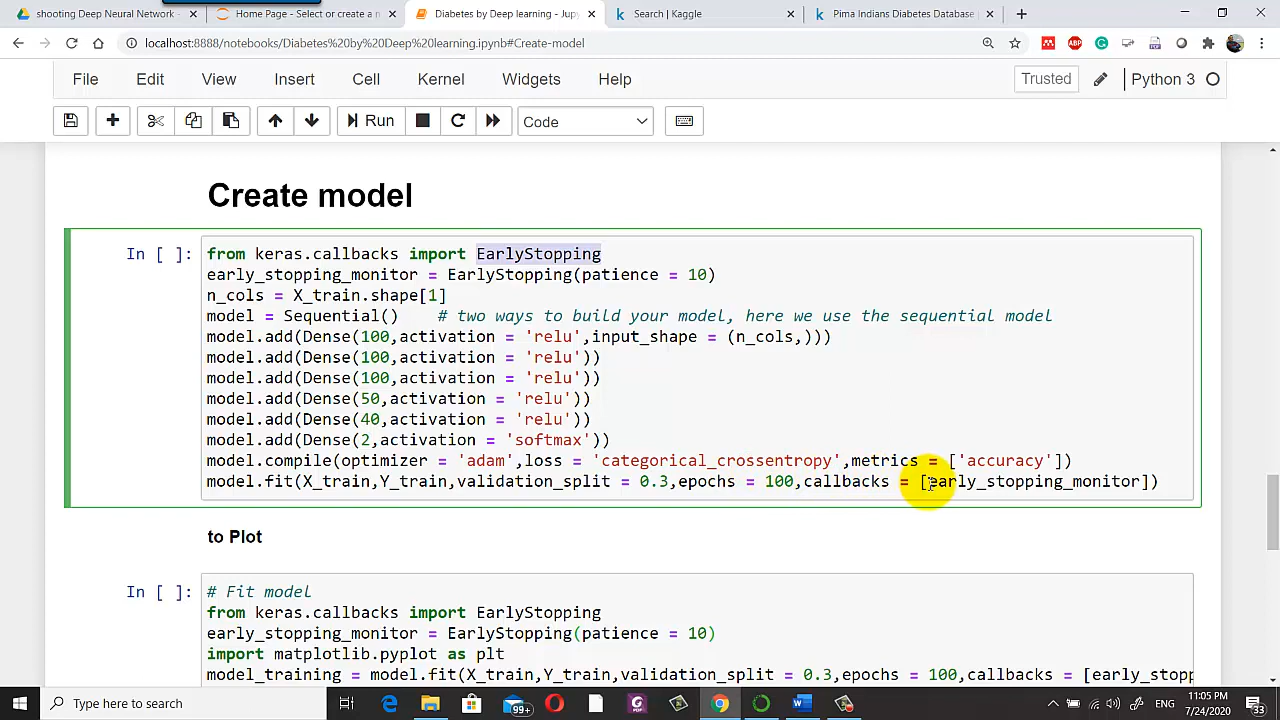 shooting Deep Neural Network -
Home Page - Select or create a n
Diabetes by Deep learning - Jupy
Search | Kaggle
Pima Indians Diabetes Database |
localhost:8888/notebooks/Diabetes%20by%20Deep%20learning.ipynb#Create-model
File Edit View Insert Cell Kernel Widgets Help
Trusted
Python 3
Run
Code
Create model
In [ ]:
from keras.callbacks import EarlyStopping
early_stopping_monitor = EarlyStopping(patience = 10)
n_cols = X_train.shape[1]
model = Sequential()    # two ways to build your model, here we use the sequential model
model.add(Dense(100,activation = 'relu',input_shape = (n_cols,)))
model.add(Dense(100,activation = 'relu'))
model.add(Dense(100,activation = 'relu'))
model.add(Dense(50,activation = 'relu'))
model.add(Dense(40,activation = 'relu'))
model.add(Dense(2,activation = 'softmax'))
model.compile(optimizer = 'adam',loss = 'categorical_crossentropy',metrics = ['accuracy'])
model.fit(X_train,Y_train,validation_split = 0.3,epochs = 100,callbacks = [early_stopping_monitor])
to Plot
In [ ]:
# Fit model
from keras.callbacks import EarlyStopping
early_stopping_monitor = EarlyStopping(patience = 10)
import matplotlib.pyplot as plt
model_training = model.fit(X_train,Y_train,validation_split = 0.3,epochs = 100,callbacks = [early_stopp
Type here to search
99+
ENG
11:05 PM
7/24/2020
33